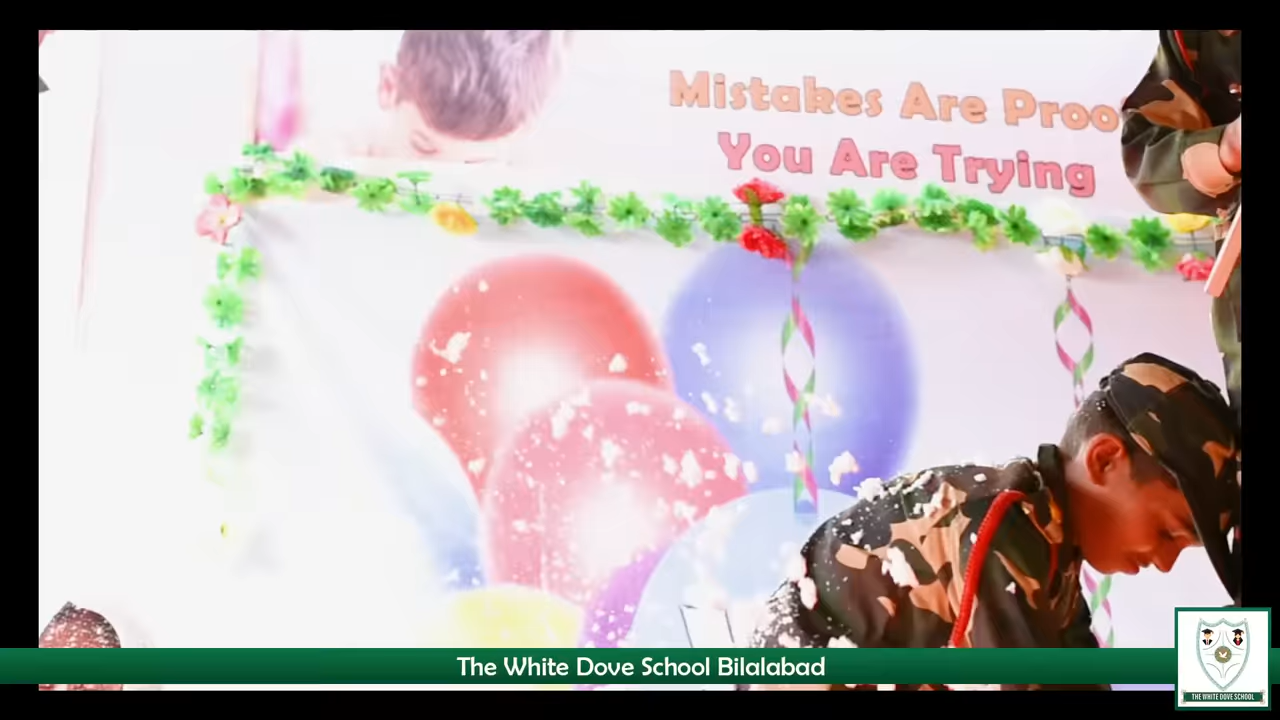 Mistakes Are Proo
You Are Trying
The White Dove School Bilalabad
THE WHITE DOVE SCHOOL